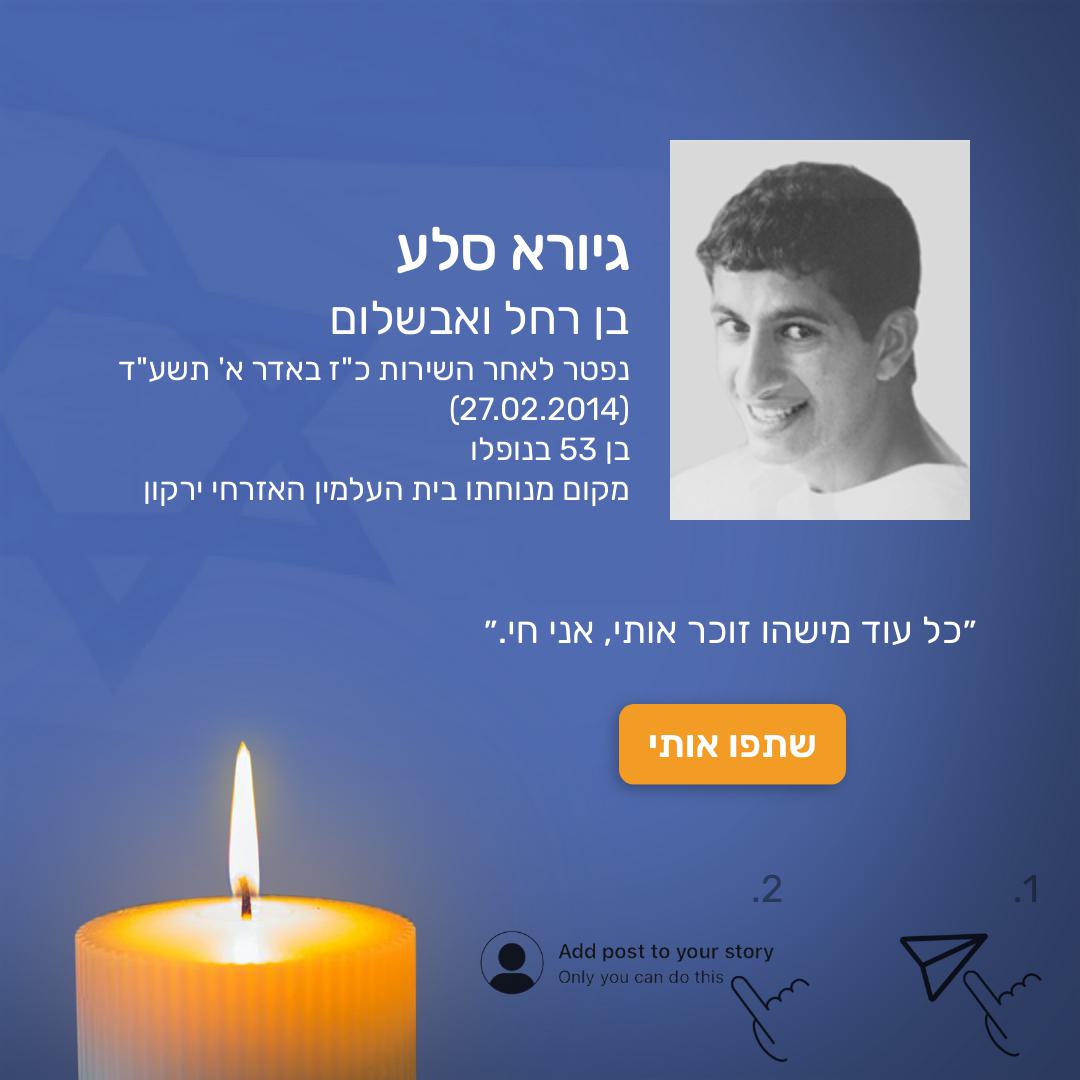 גיורא סלע
בן רחל ואבשלום
נפטר לאחר השירות כ"ז באדר א' תשע"ד
(27.02.2014)
בן 53 בנופלו
מקום מנוחתו בית העלמין האזרחי ירקון
״כל עוד מישהו זוכר אותי, אני חי.״
שתפו אותי
1.
2.
Add post to your story
Only you can do this